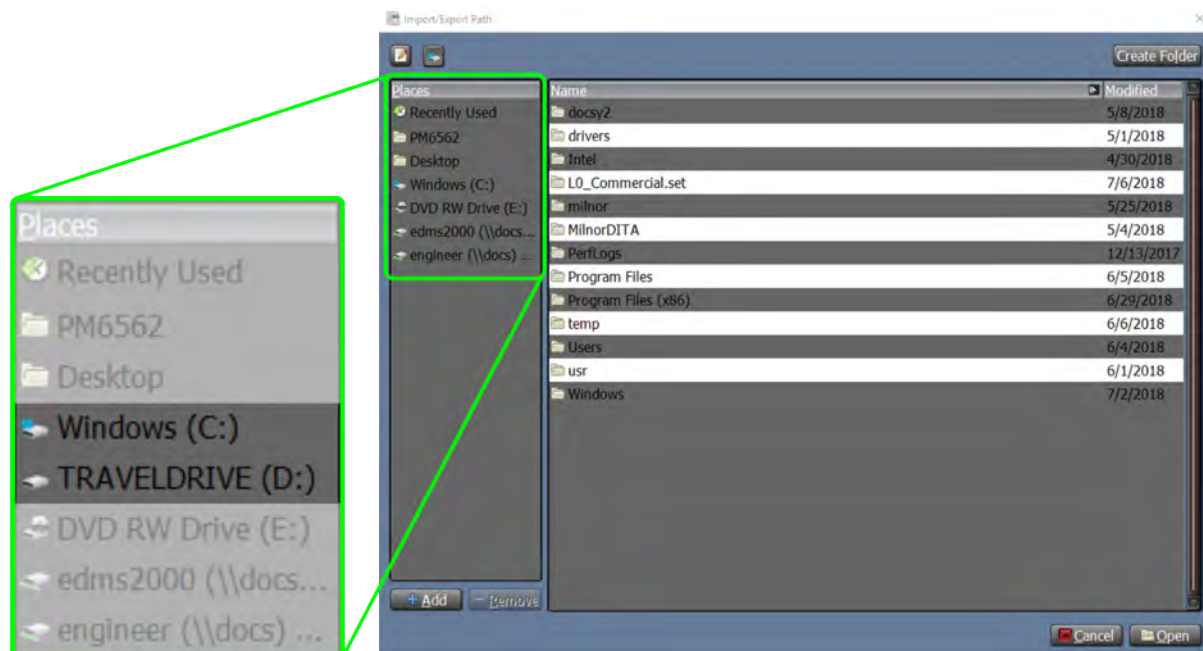 Import/Export Path
Create Folder
Places
Recently Used
PM6562
Desktop
Windows (C:)
DVD RW Drive (E:)
edms2000 (\\docs...
engineer (\\docs) ...
Add
Remove
Name Modified
docsy2 5/8/2018
drivers 5/1/2018
Intel 4/30/2018
L0_Commercial.set 7/6/2018
milnor 5/25/2018
MilnorDITA 5/4/2018
PerfLogs 12/13/2017
Program Files 6/5/2018
Program Files (x86) 6/29/2018
temp 6/6/2018
Users 6/4/2018
usr 6/1/2018
Windows 7/2/2018
Cancel Open
Places
Recently Used
PM6562
Desktop
Windows (C:)
TRAVELDRIVE (D:)
DVD RW Drive (E:)
edms2000 (\\docs...
engineer (\\docs) ...